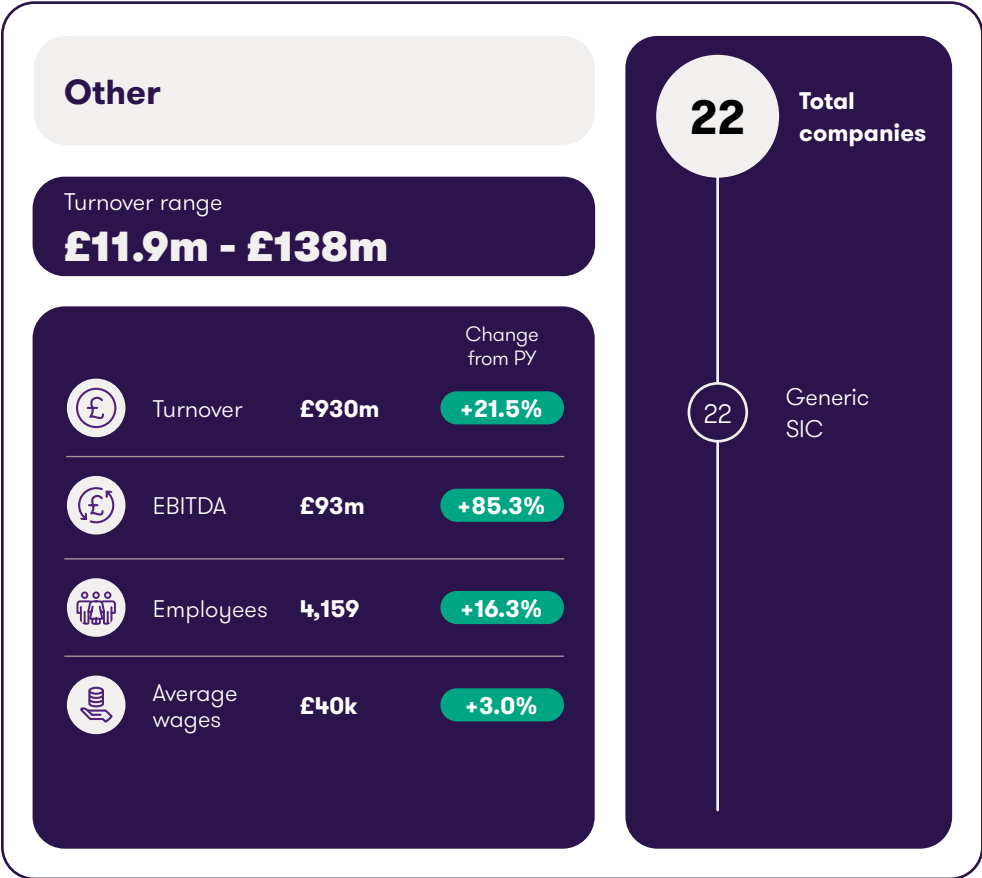 Other
Turnover range
£11.9m - £138m
Change
from PY
Turnover £930m +21.5%
EBITDA £93m +85.3%
Employees 4,159 +16.3%
Average
wages £40k +3.0%
22 Total
companies
22 Generic
SIC